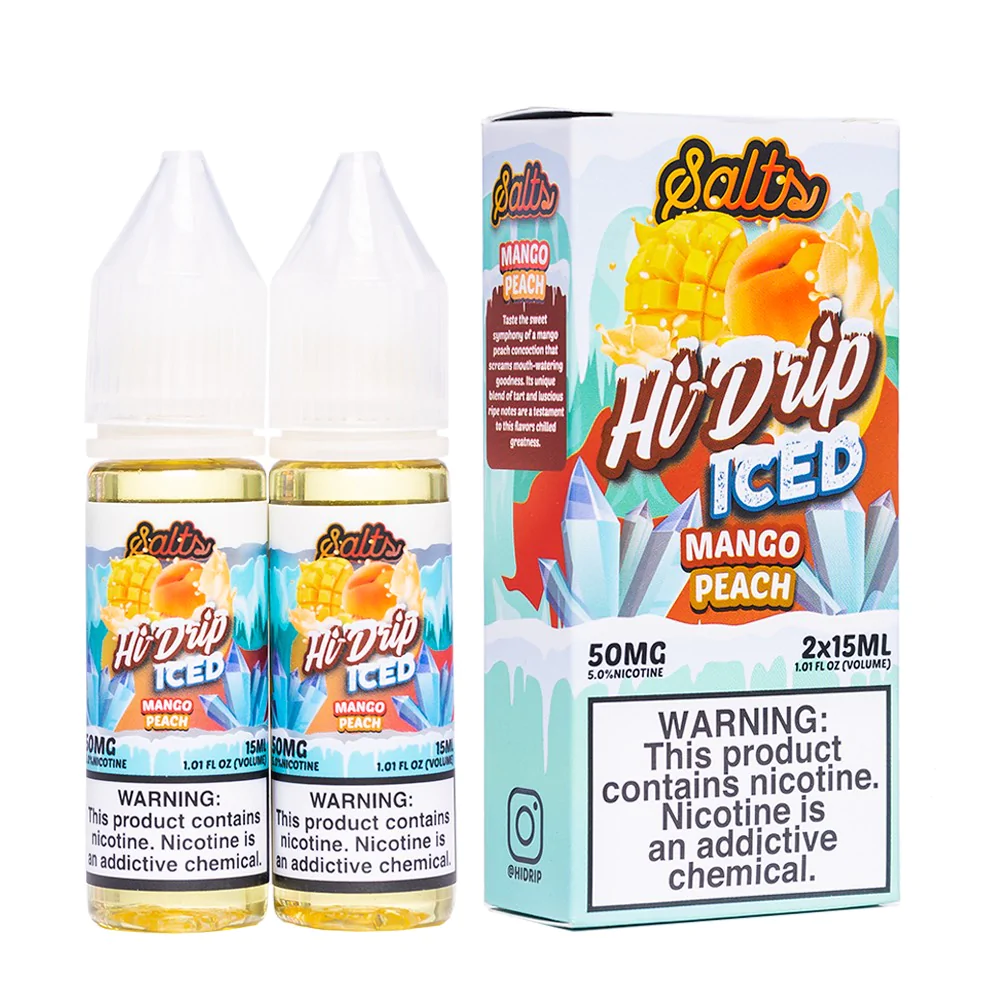 Salts
Hi-Drip
ICED
MANGO
PEACH
50MG
15ML
.0%NICOTINE
1.01 FL OZ (VOLUME)
WARNING:
This product contains
nicotine. Nicotine is
an addictive chemical.
Salts
Hi-Drip
ICED
MANGO
PEACH
50MG
15ML
.0%NICOTINE
1.01 FL OZ (VOLUME)
WARNING:
This product contains
nicotine. Nicotine is
an addictive chemical.
Salts
MANGO
PEACH
Taste the sweet
symphony of a mango
peach concoction that
screams mouth-watering
goodness. Its unique
blend of tart and luscious
ripe notes are a testament
to this flavors chilled
greatness.
@HIDRIP
Salts
Hi-Drip
ICED
MANGO
PEACH
50MG
5.0%NICOTINE
2x15ML
1.01 FL OZ (VOLUME)
WARNING:
This product
contains nicotine.
Nicotine is
an addictive
chemical.